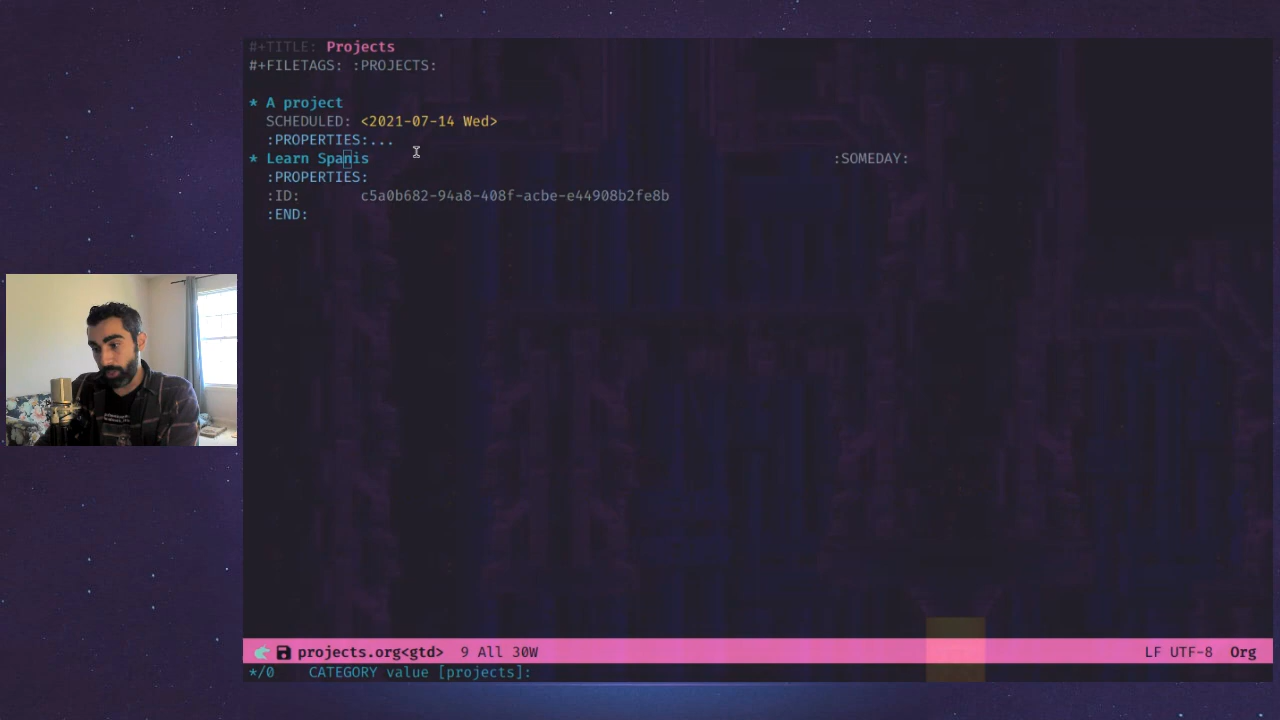 #+TITLE: Projects
#+FILETAGS: :PROJECTS:
* A project
SCHEDULED: <2021-07-14 Wed>
:PROPERTIES:...
* Learn Spanis :SOMEDAY:
:PROPERTIES:
:ID: c5a0b682-94a8-408f-acbe-e44908b2fe8b
:END:
projects.org<gtd> 9 All 30W LF UTF-8 Org
*/0 CATEGORY value [projects]: